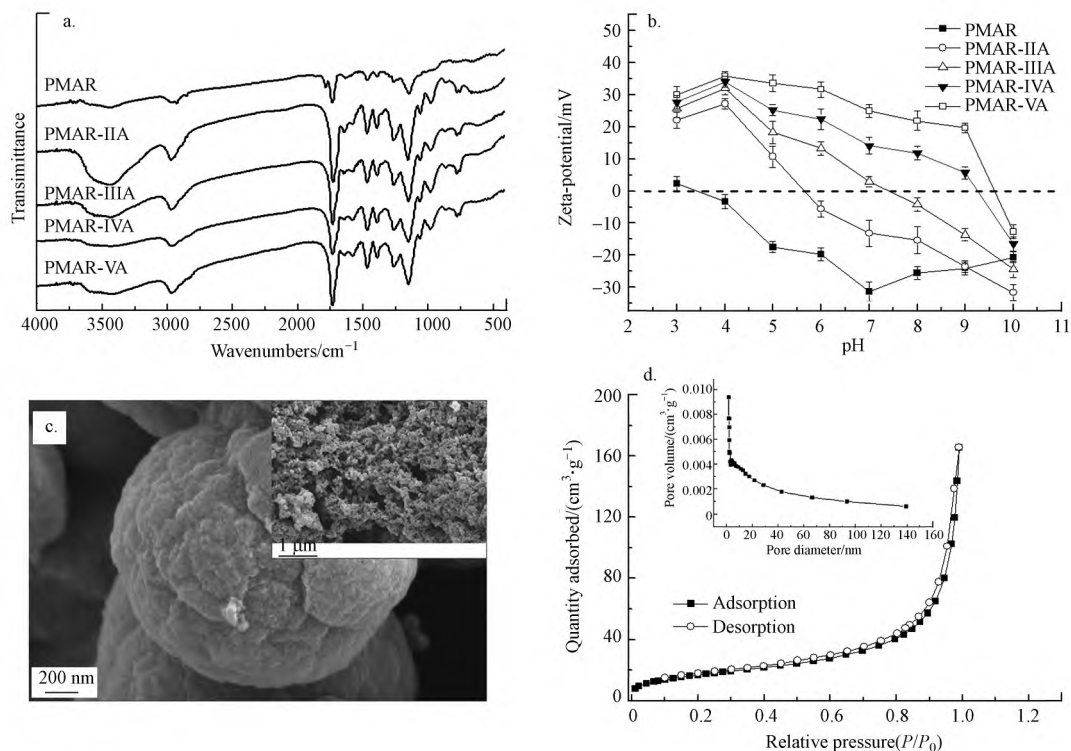 a.
PMAR
PMAR-IIA
PMAR-IIIA
PMAR-IVA
PMAR-VA
Transimittance
4000 3500 3000 2500 2000 1500 1000 500
Wavenumbers/cm⁻¹
b.
PMAR
PMAR-IIA
PMAR-IIIA
PMAR-IVA
PMAR-VA
50
40
30
20
10
0
−10
−20
−30
Zeta-potential/mV
2 3 4 5 6 7 8 9 10 11
pH
c.
1 μm
200 nm
d.
200
160
120
80
40
0
Quantity adsorbed/(cm³·g⁻¹)
0.010
0.008
0.006
0.004
0.002
0
Pore volume/(cm³·g⁻¹)
0 20 40 60 80 100 120 140 160
Pore diameter/nm
Adsorption
Desorption
0 0.2 0.4 0.6 0.8 1.0 1.2
Relative pressure(P/P₀)